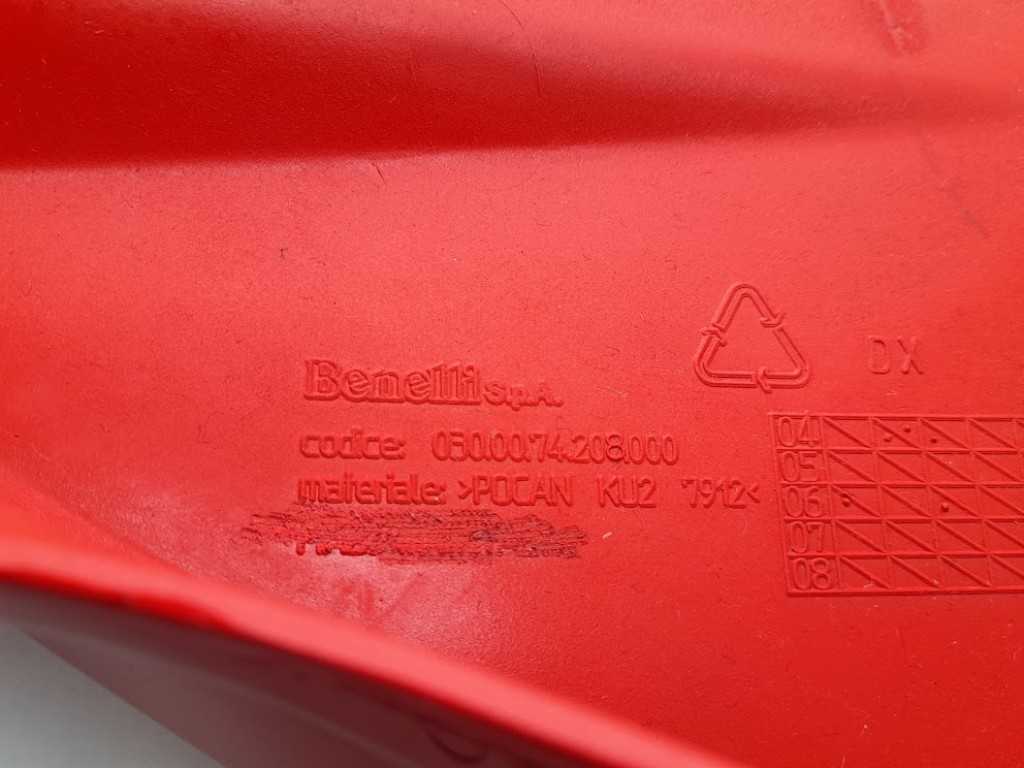 Benelli S.p.A.
codice: 030.00.74.208.000
materiale: >POCAN KU2 7912<
DX
04
05
06
07
08